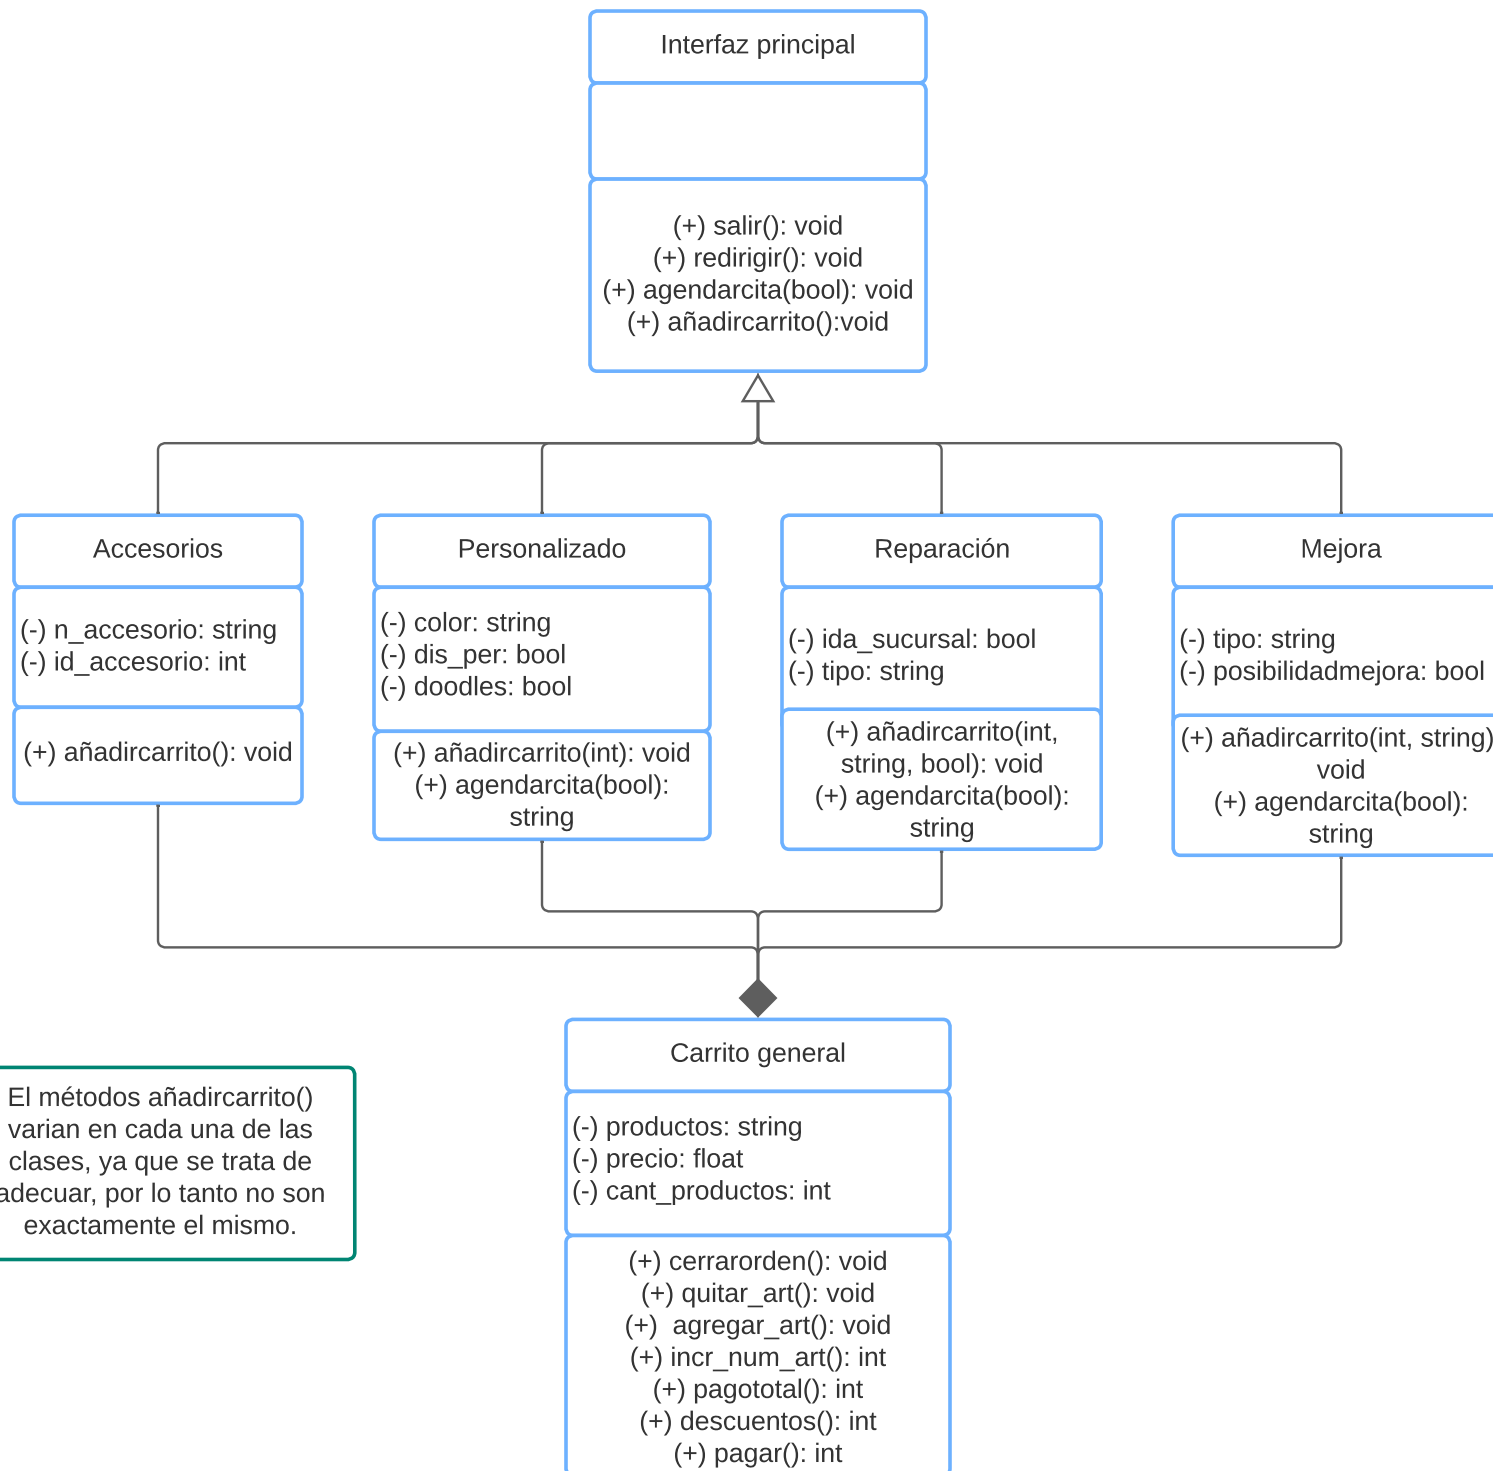 Interfaz principal
(+) salir(): void
(+) redirigir(): void
(+) agendarcita(bool): void
(+) añadircarrito():void
Accesorios
(-) n_accesorio: string
(-) id_accesorio: int
(+) añadircarrito(): void
Personalizado
(-) color: string
(-) dis_per: bool
(-) doodles: bool
(+) añadircarrito(int): void
(+) agendarcita(bool):
string
Reparación
(-) ida_sucursal: bool
(-) tipo: string
(+) añadircarrito(int,
string, bool): void
(+) agendarcita(bool):
string
Mejora
(-) tipo: string
(-) posibilidadmejora: bool
(+) añadircarrito(int, string)
void
(+) agendarcita(bool):
string
El métodos añadircarrito()
varian en cada una de las
clases, ya que se trata de
adecuar, por lo tanto no son
exactamente el mismo.
Carrito general
(-) productos: string
(-) precio: float
(-) cant_productos: int
(+) cerrarorden(): void
(+) quitar_art(): void
(+)  agregar_art(): void
(+) incr_num_art(): int
(+) pagototal(): int
(+) descuentos(): int
(+) pagar(): int